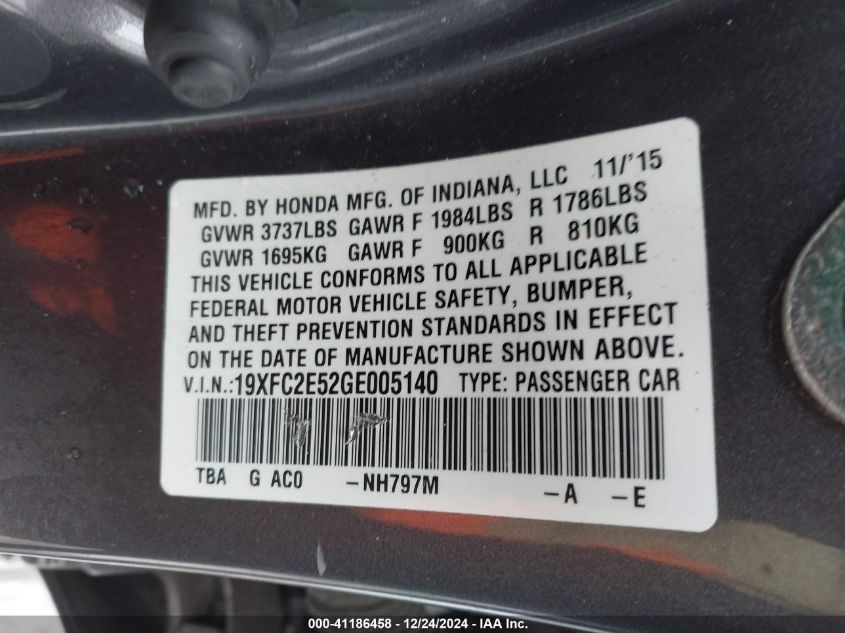 MFD. BY HONDA MFG. OF INDIANA, LLC 11/'15
GVWR 3737LBS GAWR F 1984LBS R 1786LBS
GVWR 1695KG GAWR F 900KG R 810KG
THIS VEHICLE CONFORMS TO ALL APPLICABLE
FEDERAL MOTOR VEHICLE SAFETY, BUMPER,
AND THEFT PREVENTION STANDARDS IN EFFECT
ON THE DATE OF MANUFACTURE SHOWN ABOVE.
V.I.N.:19XFC2E52GE005140 TYPE: PASSENGER CAR
TBA G AC0 -NH797M -A -E
000-41186458 - 12/24/2024 - IAA Inc.